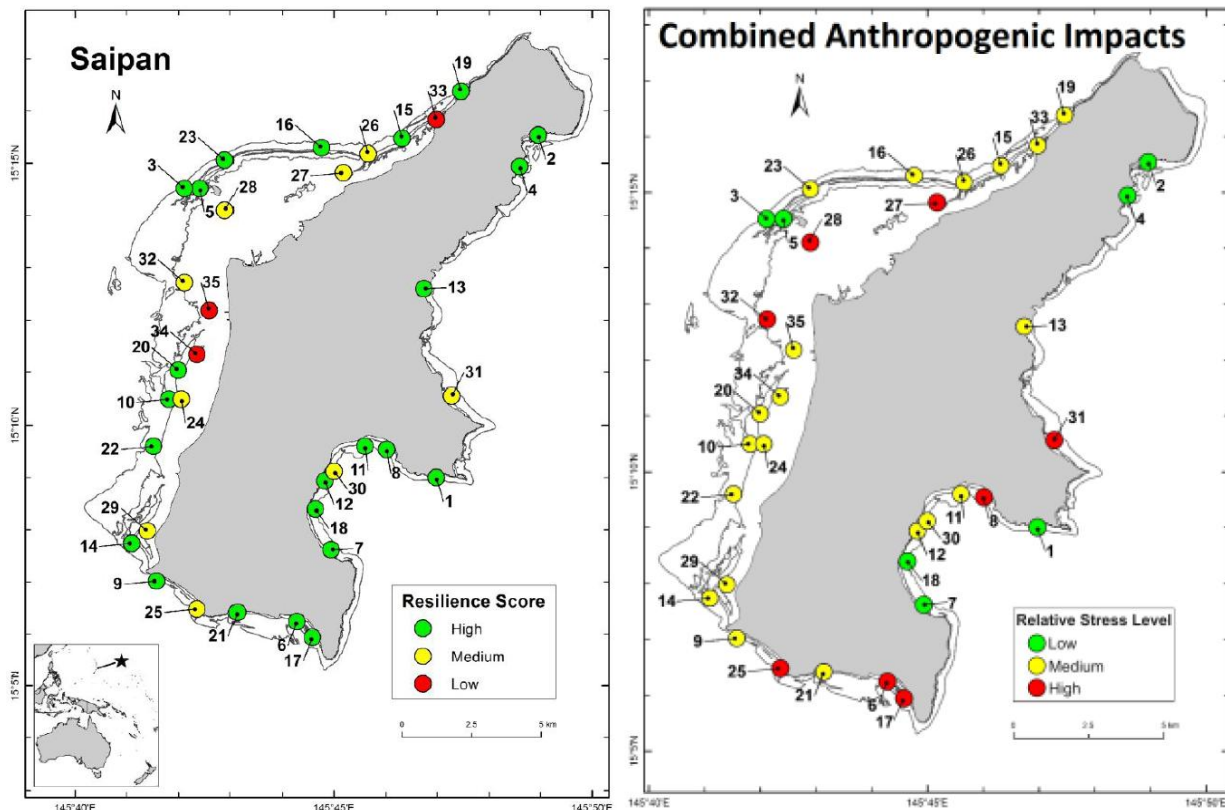 Saipan
N
19
33
15
26
16
23
27
3
5
28
2
4
32
35
13
34
20
10
24
31
22
11
8
1
30
12
18
29
14
7
9
25
21
6
17
Resilience Score
High
Medium
Low
0
2.5
5 km
15°15'N
15°10'N
15°5'N
145°40'E
145°45'E
145°50'E
Combined Anthropogenic Impacts
N
19
33
15
26
16
23
27
3
5
28
2
4
32
35
13
34
20
10
24
31
22
11
8
1
30
12
18
29
14
7
9
25
21
6
17
Relative Stress Level
Low
Medium
High
0
2.5
5 km
15°15'N
15°10'N
15°5'N
145°40'E
145°45'E
145°50'E